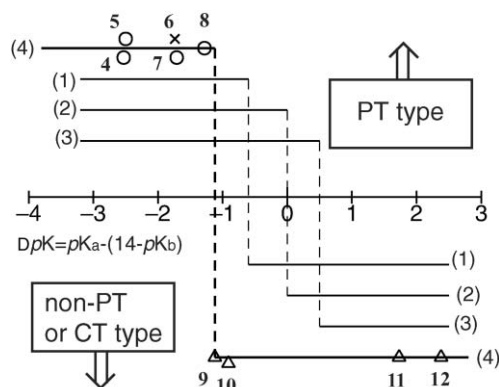 5 6 8
(4)
4 7
(1)
(2)
(3)
PT type
−4 −3 −2 −1 0 1 2 3
DpK=pKa-(14-pKb)
(1)
(2)
(3)
non-PT
or CT type
(4)
9 10 11 12